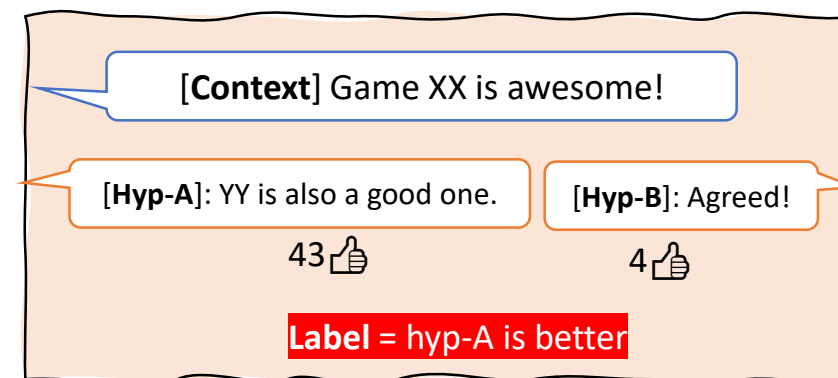 [Context] Game XX is awesome!
[Hyp-A]: YY is also a good one.
[Hyp-B]: Agreed!
43
4
Label = hyp-A is better